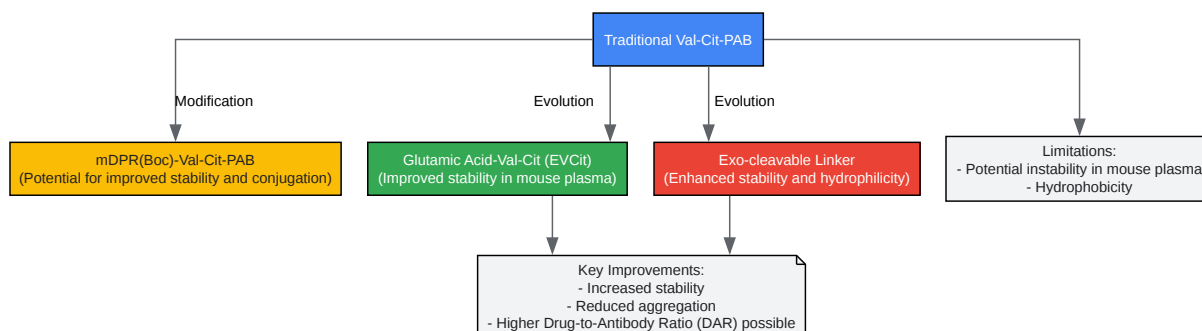 Traditional Val-Cit-PAB
Modification
Evolution
Evolution
mDPR(Boc)-Val-Cit-PAB
(Potential for improved stability and conjugation)
Glutamic Acid-Val-Cit (EVCit)
(Improved stability in mouse plasma)
Exo-cleavable Linker
(Enhanced stability and hydrophilicity)
Limitations:
- Potential instability in mouse plasma
- Hydrophobicity
Key Improvements:
- Increased stability
- Reduced aggregation
- Higher Drug-to-Antibody Ratio (DAR) possible